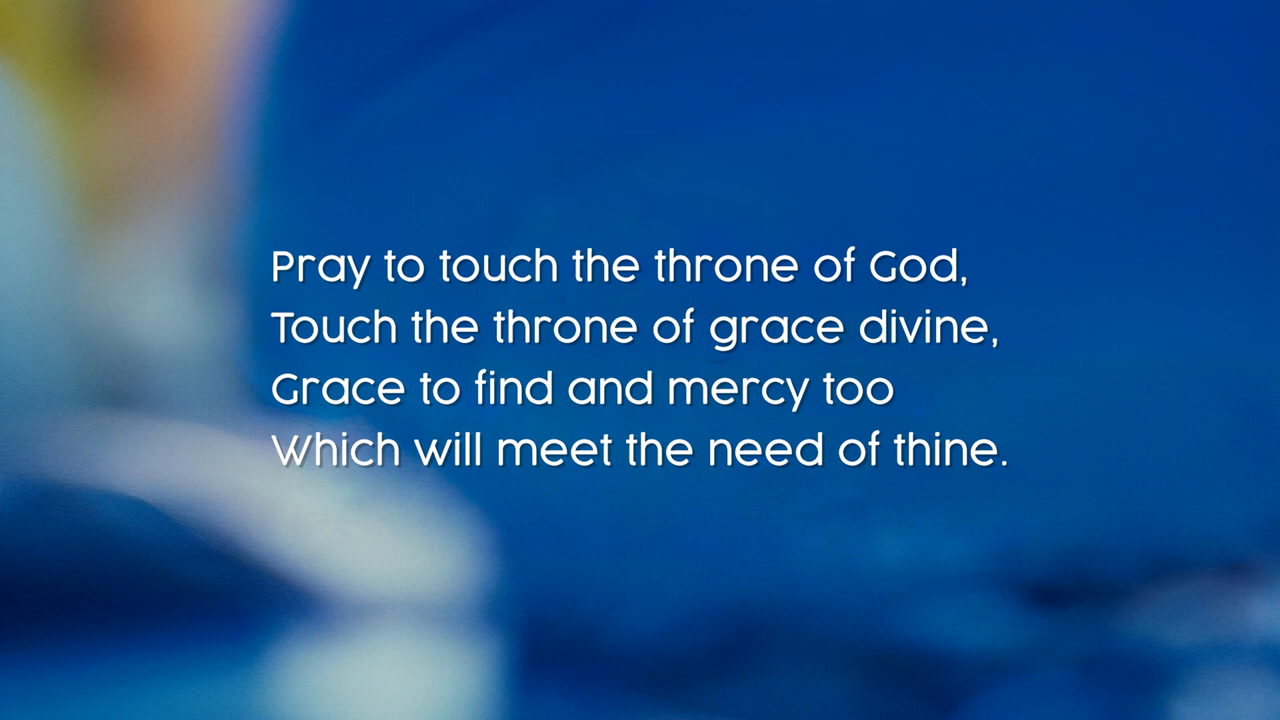 Pray to touch the throne of God,
Touch the throne of grace divine,
Grace to find and mercy too
Which will meet the need of thine.